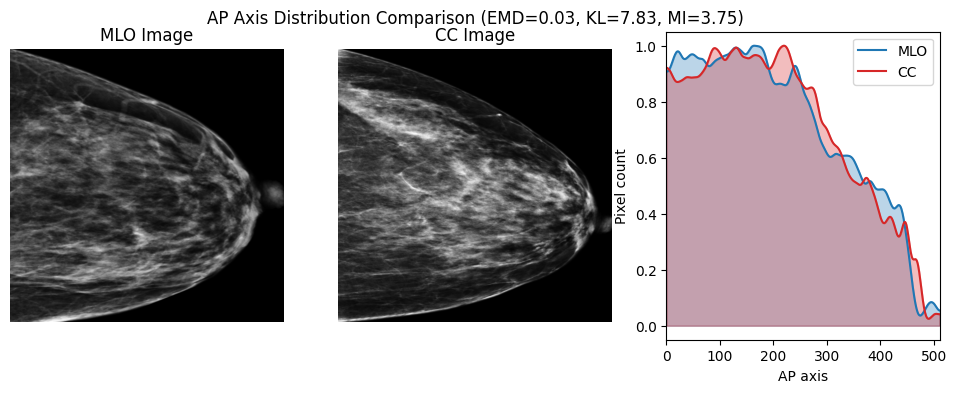 AP Axis Distribution Comparison (EMD=0.03, KL=7.83, MI=3.75)
MLO Image
CC Image
MLO
CC
1.0
0.8
0.6
0.4
0.2
0.0
Pixel count
0
100
200
300
400
500
AP axis